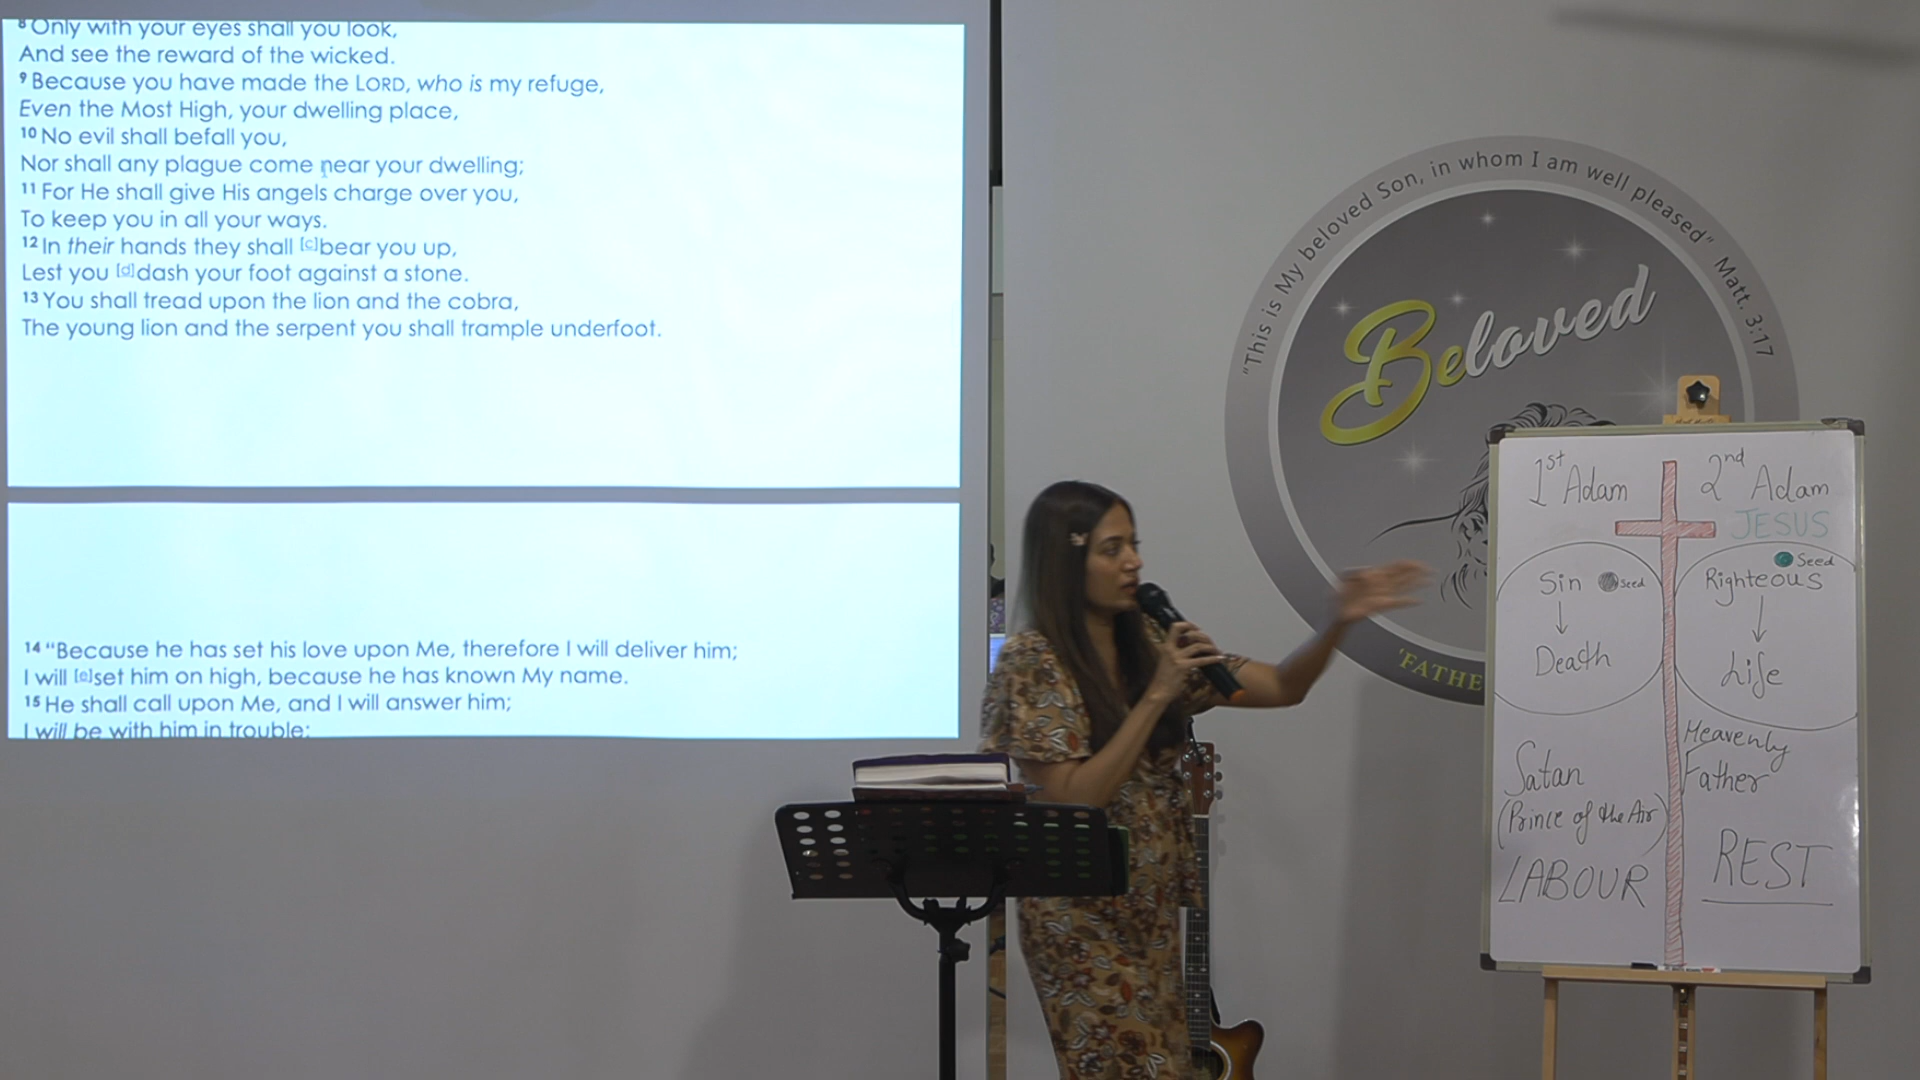 8 Only with your eyes shall you look,
And see the reward of the wicked.
9 Because you have made the LORD, who is my refuge,
Even the Most High, your dwelling place,
10 No evil shall befall you,
Nor shall any plague come near your dwelling;
11 For He shall give His angels charge over you,
To keep you in all your ways.
12 In their hands they shall [c]bear you up,
Lest you [d]dash your foot against a stone.
13 You shall tread upon the lion and the cobra,
The young lion and the serpent you shall trample underfoot.
14 "Because he has set his love upon Me, therefore I will deliver him;
I will [e]set him on high, because he has known My name.
15 He shall call upon Me, and I will answer him;
I will be with him in trouble;
"This is My beloved Son, in whom I am well pleased" Matt. 3:17
Beloved
'FATHE
1st Adam
Sin Seed
↓
Death
Satan
(Prince of the Air)
LABOUR
2nd Adam
JESUS
Seed
Righteous
↓
Life
Heavenly
Father
REST